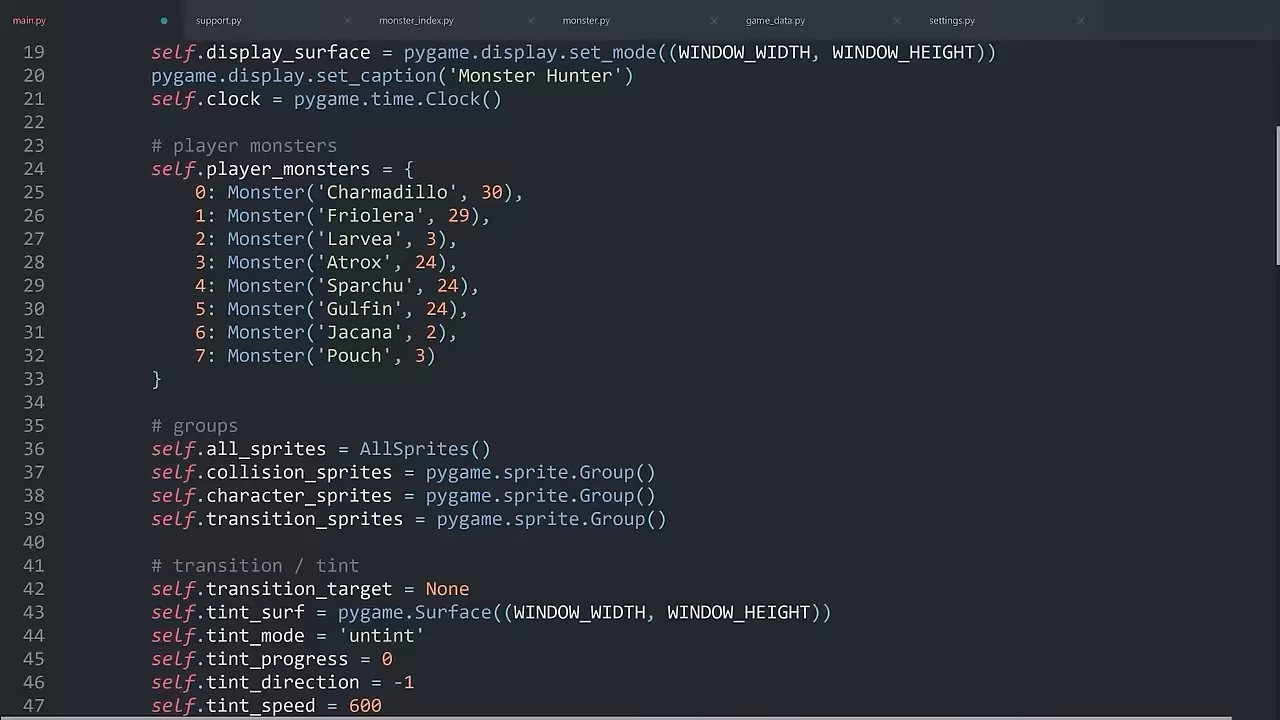 main.py support.py monster_index.py monster.py game_data.py settings.py
19 self.display_surface = pygame.display.set_mode((WINDOW_WIDTH, WINDOW_HEIGHT))
20 pygame.display.set_caption('Monster Hunter')
21 self.clock = pygame.time.Clock()
22
23 # player monsters
24 self.player_monsters = {
25 0: Monster('Charmadillo', 30),
26 1: Monster('Friolera', 29),
27 2: Monster('Larvea', 3),
28 3: Monster('Atrox', 24),
29 4: Monster('Sparchu', 24),
30 5: Monster('Gulfin', 24),
31 6: Monster('Jacana', 2),
32 7: Monster('Pouch', 3)
33 }
34
35 # groups
36 self.all_sprites = AllSprites()
37 self.collision_sprites = pygame.sprite.Group()
38 self.character_sprites = pygame.sprite.Group()
39 self.transition_sprites = pygame.sprite.Group()
40
41 # transition / tint
42 self.transition_target = None
43 self.tint_surf = pygame.Surface((WINDOW_WIDTH, WINDOW_HEIGHT))
44 self.tint_mode = 'untint'
45 self.tint_progress = 0
46 self.tint_direction = -1
47 self.tint_speed = 600